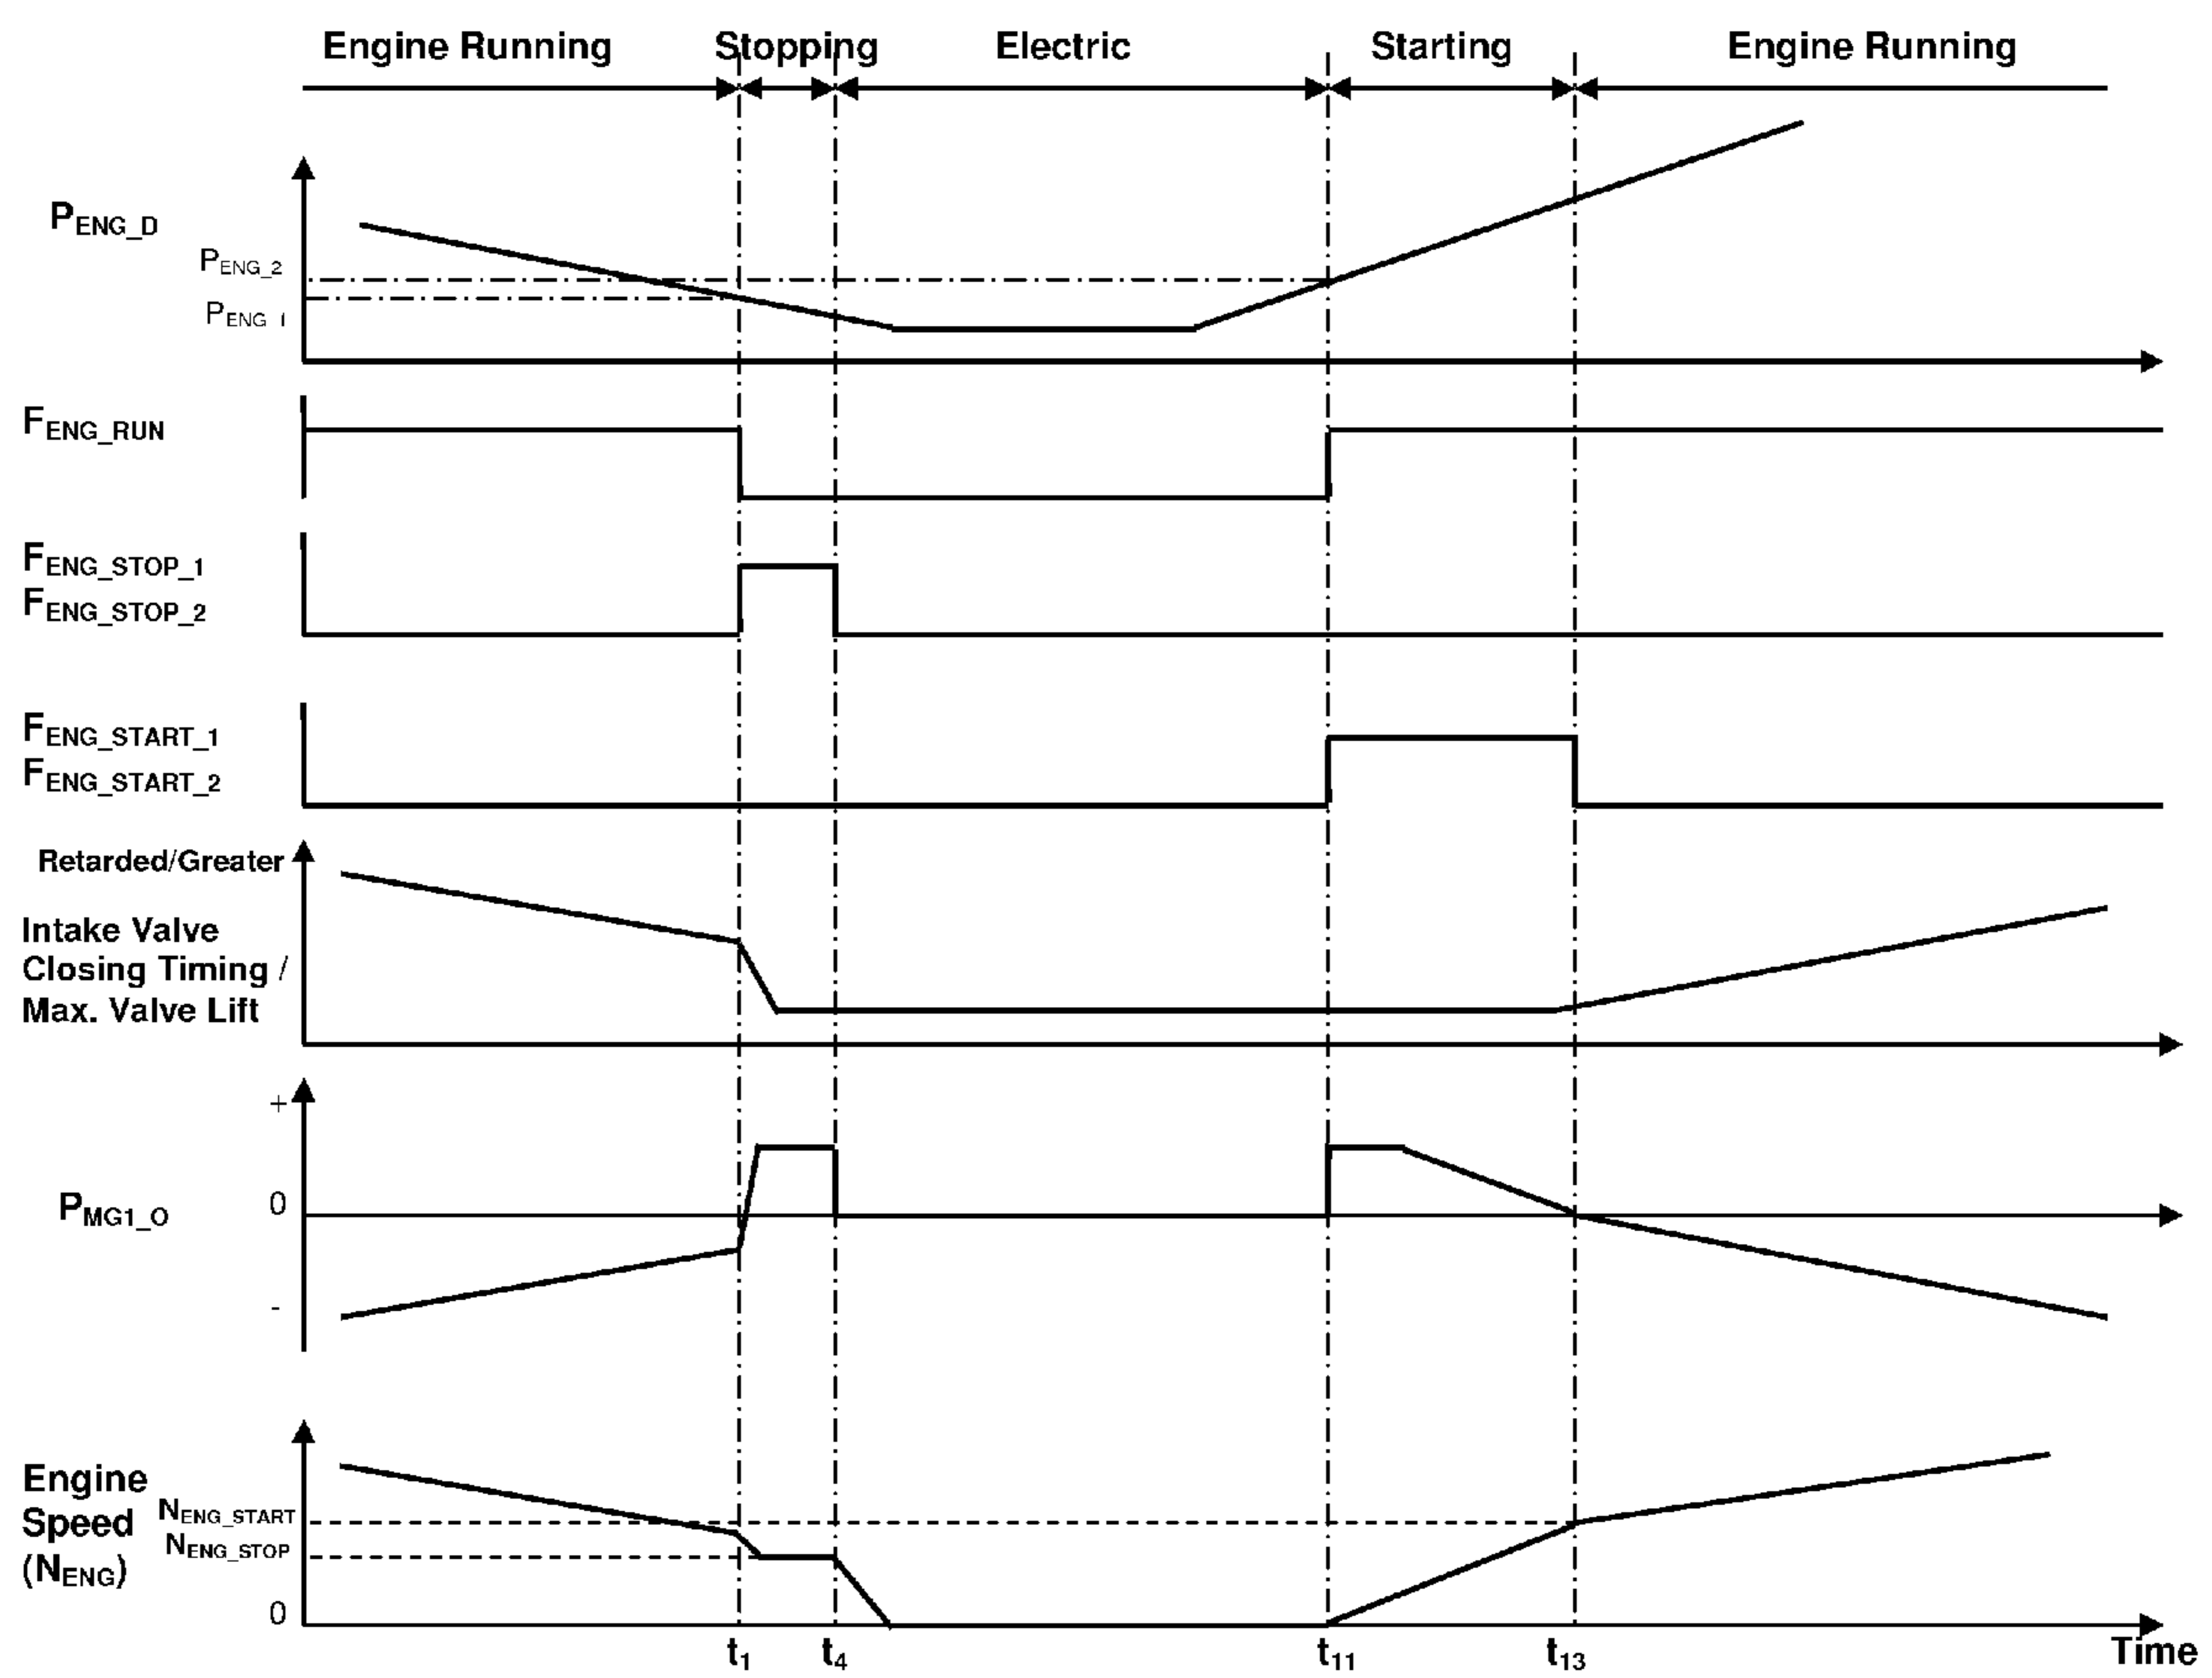 Engine Running Stopping Electric Starting Engine Running
PENG_D
PENG_2
PENG_1
FENG_RUN
FENG_STOP_1
FENG_STOP_2
FENG_START_1
FENG_START_2
Retarded/Greater
Intake Valve
Closing Timing /
Max. Valve Lift
+
PMG1_O
0
-
Engine
Speed
(NENG)
NENG_START
NENG_STOP
0
t1 t4 t11 t13 Time